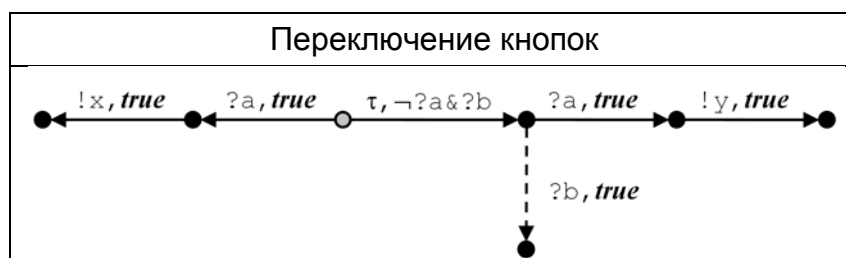 Переключение кнопок
!x,true ?a,true τ,¬?a&?b ?a,true !y,true
?b,true